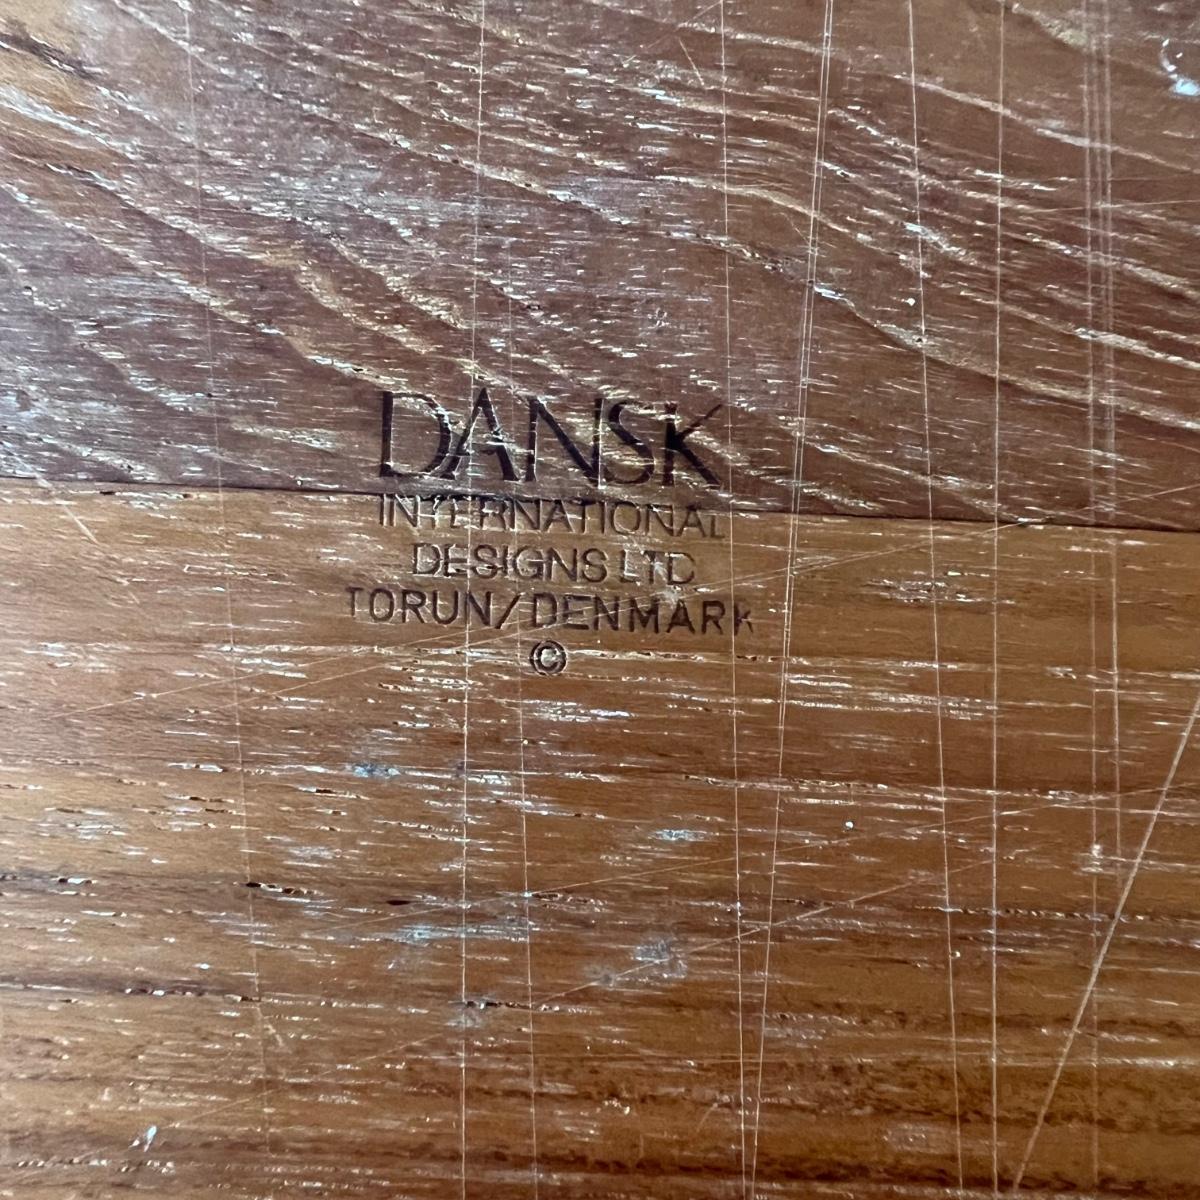 DANSK
INTERNATIONAL
DESIGNS LTD
TORUN/DENMARK
©